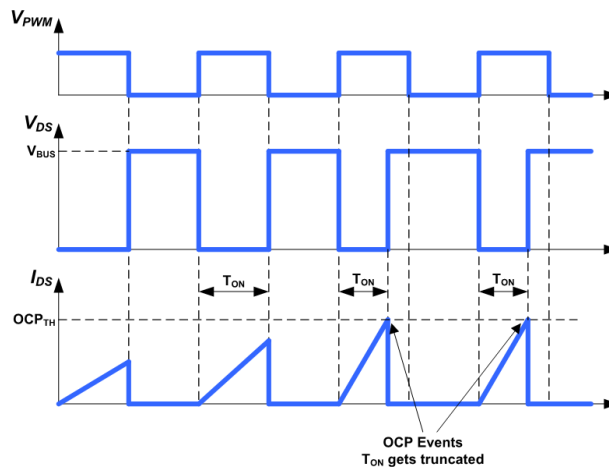 VPWM
VDS
VBUS
IDS
TON
TON
TON
OCPTH
OCP Events
TON gets truncated